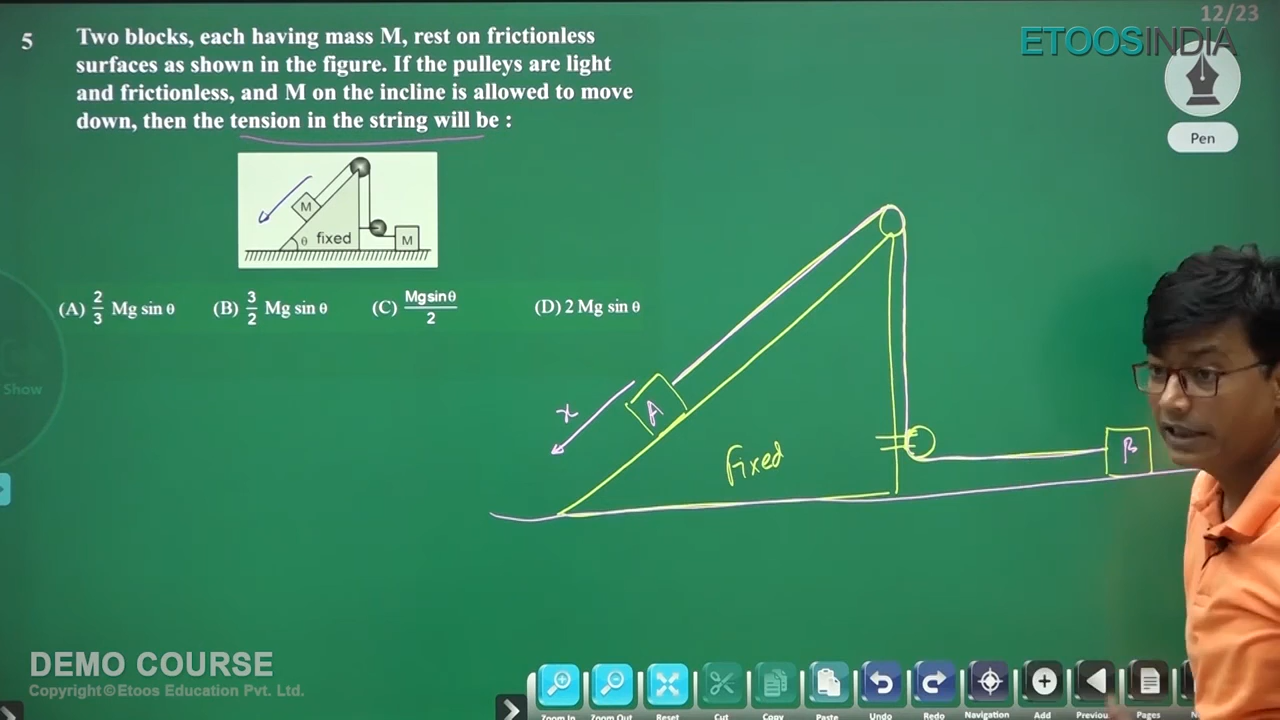 12/23
ETOOSINDIA
5
Two blocks, each having mass M, rest on frictionless
surfaces as shown in the figure. If the pulleys are light
and frictionless, and M on the incline is allowed to move
down, then the tension in the string will be :
Pen
M
θ fixed
M
(A) 2/3 Mg sin θ (B) 3/2 Mg sin θ (C) Mgsinθ/2 (D) 2 Mg sin θ
Show
x
A
Fixed
B
DEMO COURSE
Copyright © Etoos Education Pvt. Ltd.
Zoom In Zoom Out Reset Cut Copy Paste Undo Redo Navigation Add Previou Pages